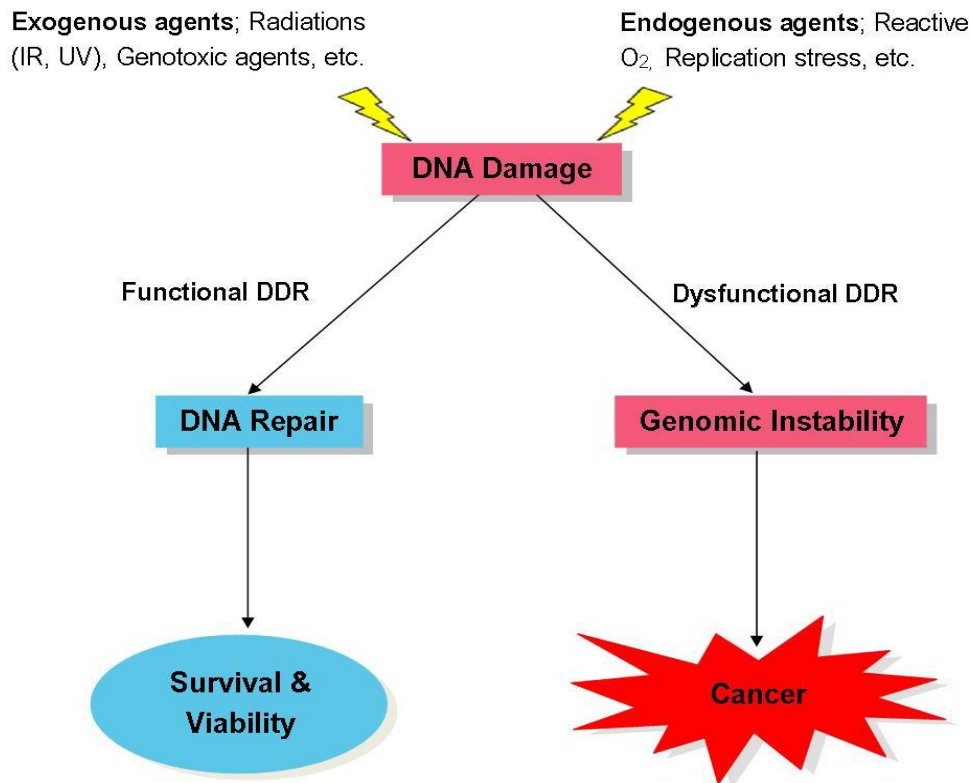 Exogenous agents; Radiations
(IR, UV), Genotoxic agents, etc.
Endogenous agents; Reactive
O2, Replication stress, etc.
DNA Damage
Functional DDR
Dysfunctional DDR
DNA Repair
Genomic Instability
Survival &
Viability
Cancer